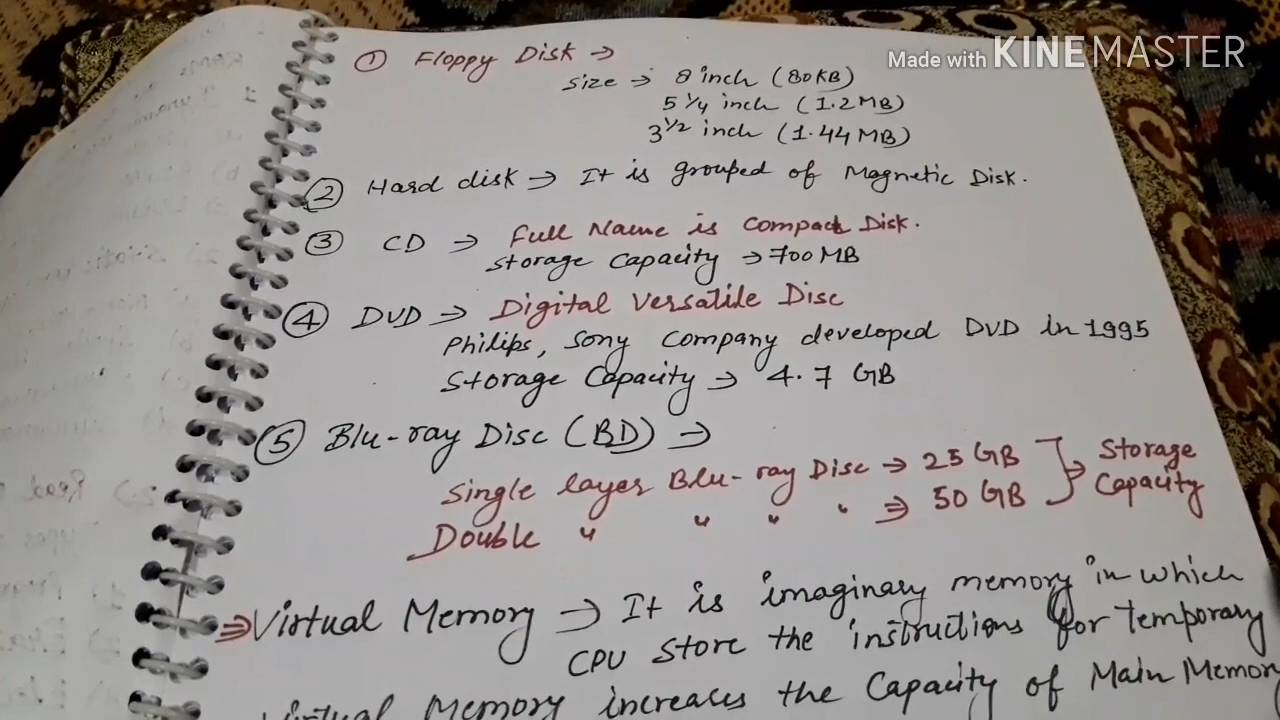 Made with KINEMASTER
① Floppy Disk →
Size → 8 inch (80KB)
5 1/4 inch (1.2 MB)
3 1/2 inch (1.44 MB)
② Hard disk → It is grouped of Magnetic Disk.
③ CD → Full Name is Compact Disk.
Storage Capacity → 700 MB
④ DVD → Digital Versatile Disc
Philips, Sony Company developed DVD in 1995
Storage Capacity → 4.7 GB
⑤ Blu-ray Disc (BD) →
Single layer Blu-ray Disc → 25 GB
Double " " " " ⇒ 50 GB
Storage
Capacity
⇒ Virtual Memory → It is imaginary memory in which
CPU store the instructions for temporary
Virtual Memory increases the Capacity of Main Memory